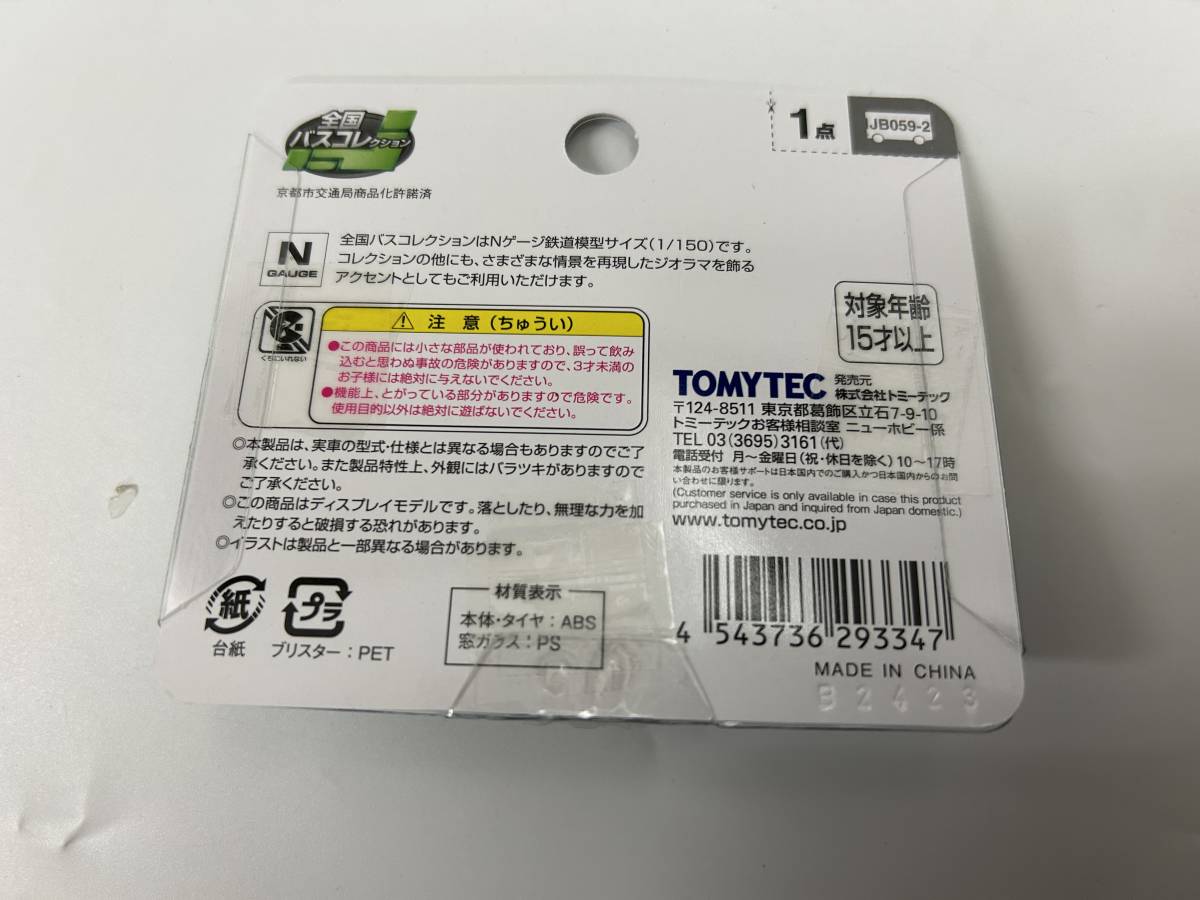 全国
バスコレクション
京都市交通局商品化許諾済
1点
JB059-2
N
GAUGE
全国バスコレクションはNゲージ鉄道模型サイズ(1/150)です。
コレクションの他にも、さまざまな情景を再現したジオラマを飾る
アクセントとしてもご利用いただけます。
くちにいれない
⚠ 注 意(ちゅうい)
●この商品には小さな部品が使われており、誤って飲み
込むと思わぬ事故の危険がありますので、3才未満の
お子様には絶対に与えないでください。
●機能上、とがっている部分がありますので危険です。
使用目的以外は絶対に遊ばないでください。
◎本製品は、実車の型式・仕様とは異なる場合もありますのでご了
承ください。また製品特性上、外観にはバラツキがありますので
ご了承ください。
◎この商品はディスプレイモデルです。落としたり、無理な力を加
えたりすると破損する恐れがあります。
◎イラストは製品と一部異なる場合があります。
紙
台紙
プラ
ブリスター:PET
材質表示
本体・タイヤ:ABS
窓ガラス:PS
対象年齢
15才以上
TOMYTEC 発売元
株式会社トミーテック
〒124-8511 東京都葛飾区立石7-9-10
トミーテックお客様相談室 ニューホビー係
TEL 03(3695)3161(代)
電話受付 月〜金曜日(祝・休日を除く)10〜17時
本製品のお客様サポートは日本国内でのご購入かつ日本国内からのお問
い合わせに限ります。
(Customer service is only available in case this product
purchased in Japan and inquired from Japan domestic.)
www.tomytec.co.jp
4 543736 293347
MADE IN CHINA
B2423